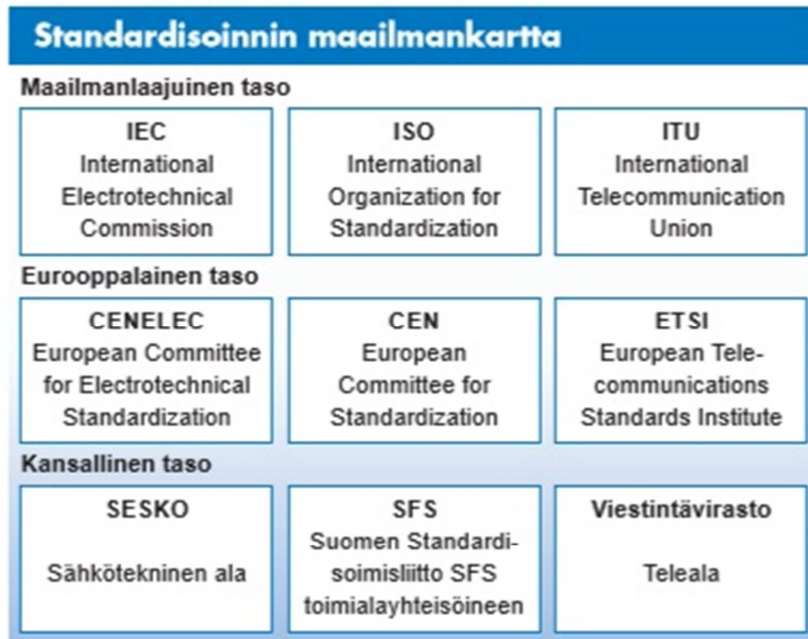 Standardisoinnin maailmankartta
Maailmanlaajuinen taso
IEC
International
Electrotechnical
Commission
ISO
International
Organization for
Standardization
ITU
International
Telecommunication
Union
Eurooppalainen taso
CENELEC
European Committee
for Electrotechnical
Standardization
CEN
European
Committee for
Standardization
ETSI
European Tele-
communications
Standards Institute
Kansallinen taso
SESKO
Sähkötekninen ala
SFS
Suomen Standardi-
soimisliitto SFS
toimialayhteisöineen
Viestintävirasto
Teleala